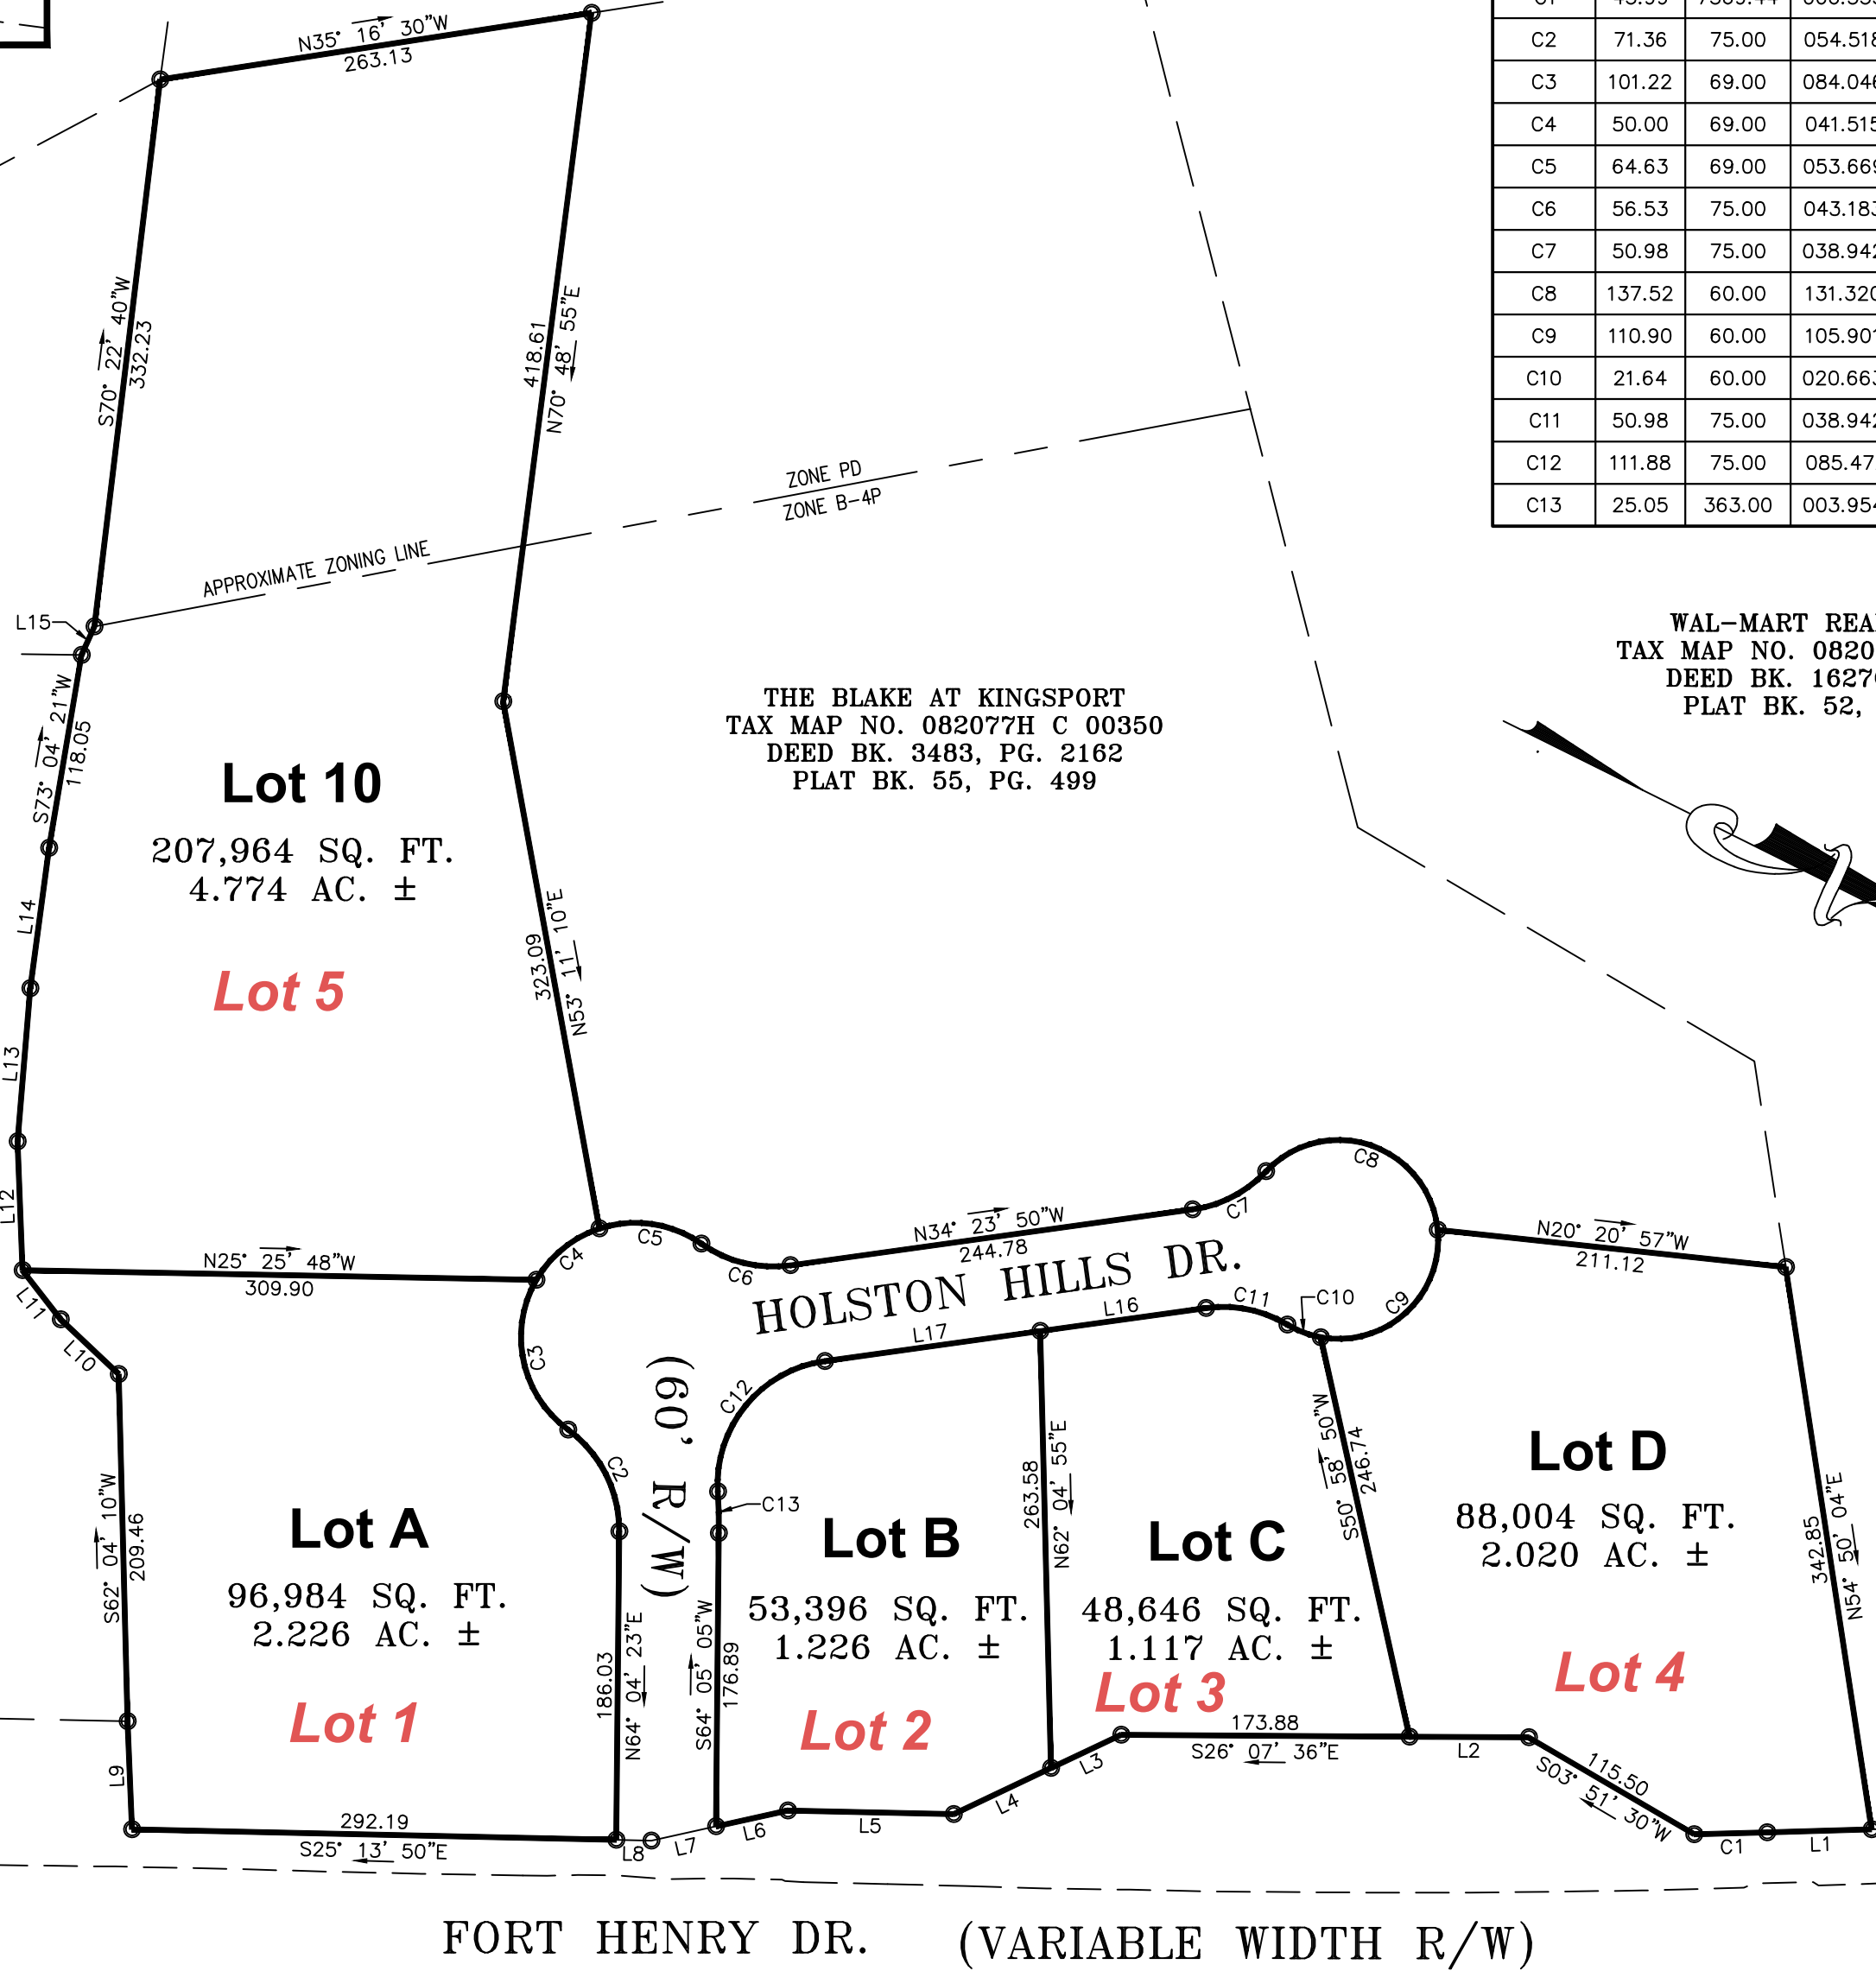 N35° 16' 30"W
263.13
C2 71.36 75.00
C3 101.22 69.00
C4 50.00 69.00
C5 64.63 69.00
C6 56.53 75.00
C7 50.98 75.00
C8 137.52 60.00
C9 110.90 60.00
C10 21.64 60.00
C11 50.98 75.00
C12 111.88 75.00
C13 25.05 363.00
S70° 22' 40"W
332.23
418.61
N70° 48' 55"E
ZONE PD
ZONE B-4P
APPROXIMATE ZONING LINE
L15
WAL-MART
TAX MAP NO.
DEED BK.
PLAT BK. 52,
S73° 04' 21"W
118.05
THE BLAKE AT KINGSPORT
TAX MAP NO. 082077H C 00350
DEED BK. 3483, PG. 2162
PLAT BK. 55, PG. 499
Lot 10
207,964 SQ. FT.
4.774 AC. ±
Lot 5
L14
323.09
N53° 11' 10"E
L13
L12
C8
C7
N34° 23' 50"W
244.78
C5
C4
C6
N25° 25' 48"W
309.90
HOLSTON HILLS DR.
N20° 20' 57"W
211.12
L11
L10
C3
L17
L16
C11
C10
C9
(60' R/W)
C12
C2
C13
263.58
N62° 04' 55"E
S50° 58' 50"W
246.74
Lot D
88,004 SQ. FT.
2.020 AC. ±
Lot 4
342.85
N54° 50' 04"E
S62° 04' 10"W
209.46
Lot A
96,984 SQ. FT.
2.226 AC. ±
Lot 1
186.03
N64° 04' 23"E
S64° 05' 05"W
176.89
Lot B
53,396 SQ. FT.
1.226 AC. ±
Lot 2
Lot C
48,646 SQ. FT.
1.117 AC. ±
Lot 3
173.88
S26° 07' 36"E
L2
115.50
S03° 51' 30"W
L9
292.19
S25° 13' 50"E
L8
L7
L6
L5
L4
L3
C1
L1
FORT HENRY DR. (VARIABLE WIDTH R/W)